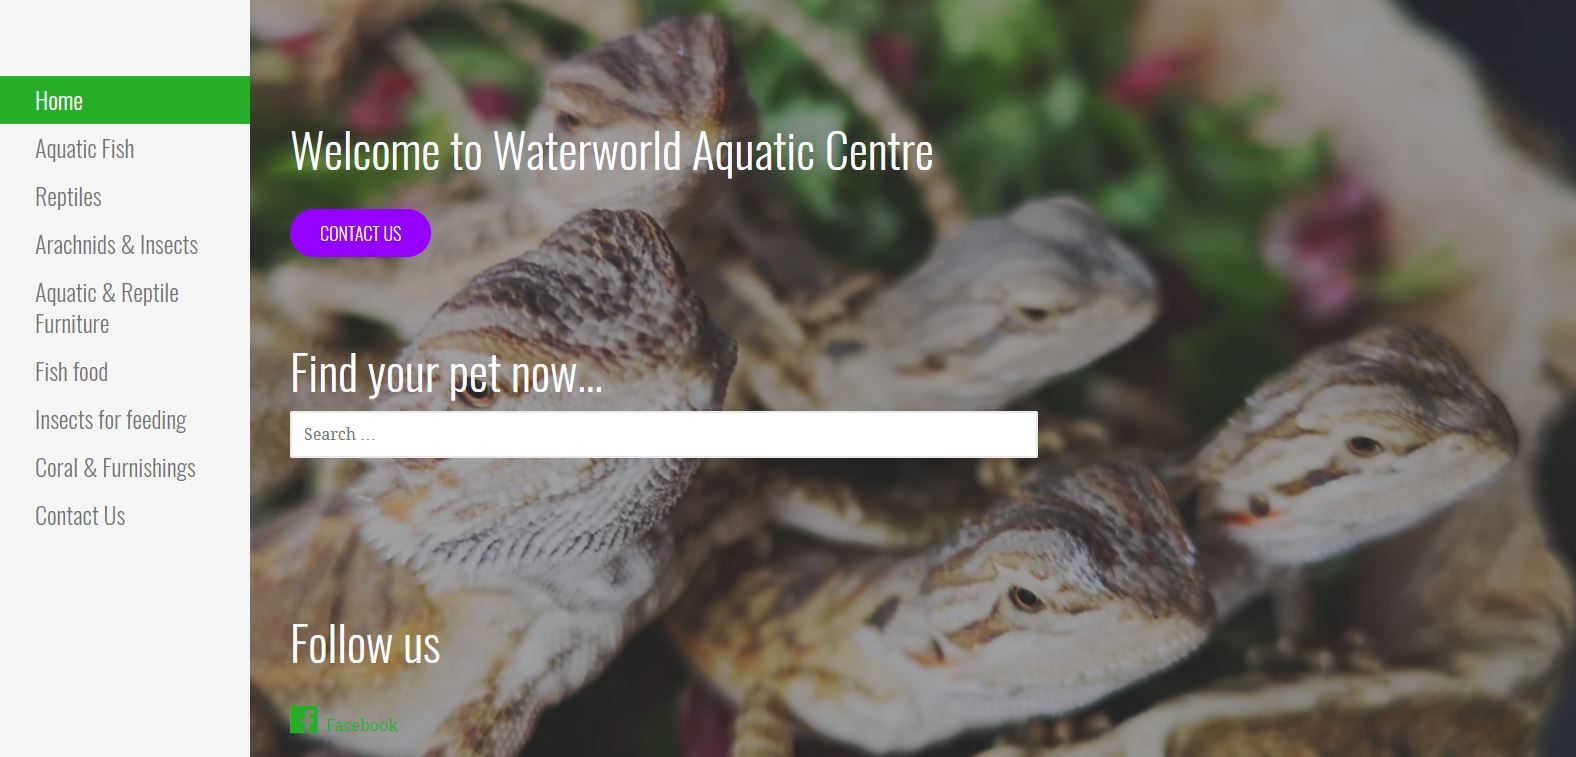 Home
Aquatic Fish
Reptiles
Arachnids & Insects
Aquatic & Reptile
Furniture
Fish food
Insects for feeding
Coral & Furnishings
Contact Us
Welcome to Waterworld Aquatic Centre
CONTACT US
Find your pet now...
Search ...
Follow us
Facebook